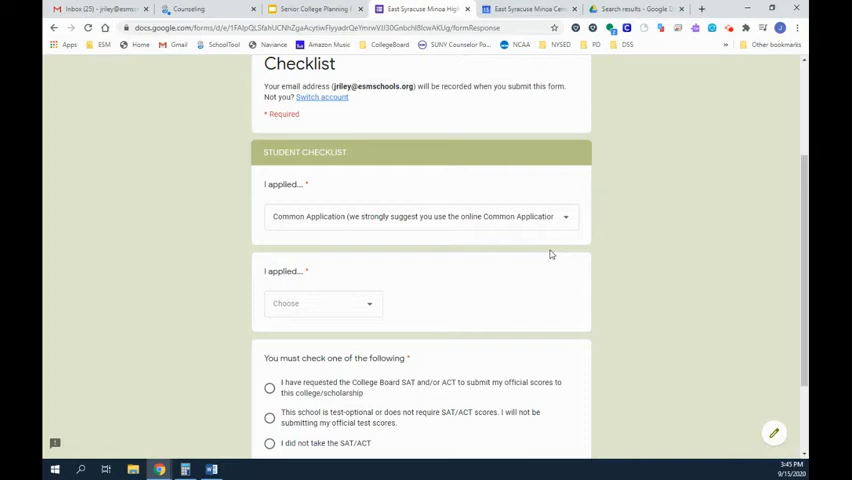 Inbox (25) - jriley@esms
Counseling
Senior College Planning
East Syracuse Minoa High
East Syracuse Minoa Cen
Search results - Google D
docs.google.com/forms/d/e/
/formResponse
Apps
ESM
Home
Gmail
SchoolTool
Naviance
Amazon Music
CollegeBoard
SUNY Counselor Po...
NCAA
NYSED
PD
DSS
Other bookmarks
Checklist
Your email address (jriley@esmschools.org) will be recorded when you submit this form.
Not you? Switch account
* Required
STUDENT CHECKLIST
I applied... *
Common Application (we strongly suggest you use the online Common Application
I applied... *
Choose
You must check one of the following *
I have requested the College Board SAT and/or ACT to submit my official scores to
this college/scholarship
This school is test-optional or does not require SAT/ACT scores. I will not be
submitting my official test scores.
I did not take the SAT/ACT
3:45 PM
9/15/2020